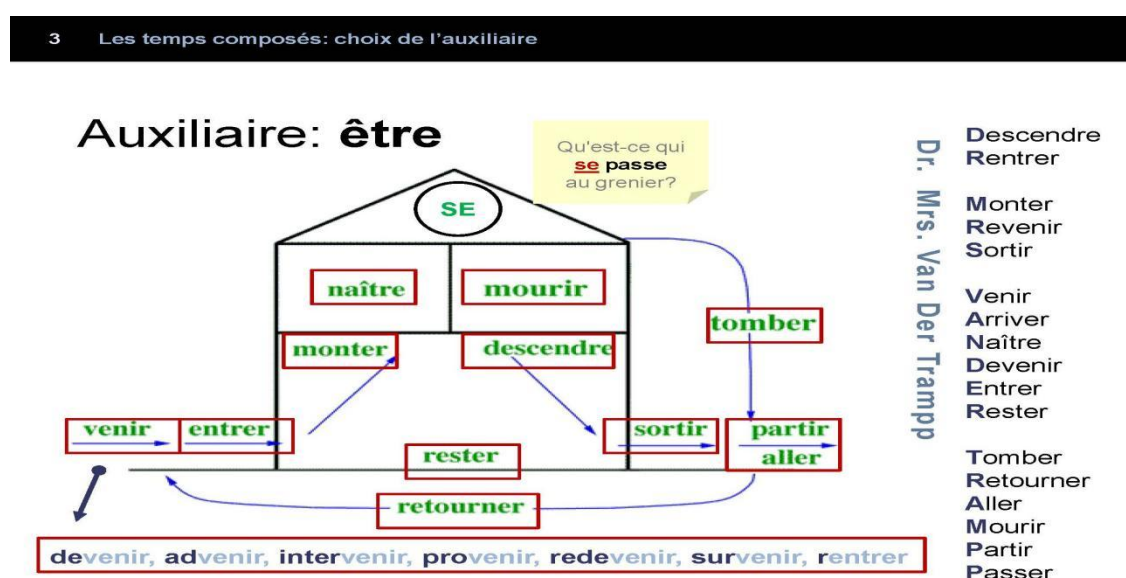 3 Les temps composés: choix de l'auxiliaire
Auxiliaire: être
Qu'est-ce qui
se passe
au grenier?
SE
naître
mourir
monter
descendre
tomber
venir
entrer
sortir
partir
aller
rester
retourner
devenir, advenir, intervenir, provenir, redevenir, survenir, rentrer
Dr. Mrs. Van Der Trampp
Descendre
Rentrer
Monter
Revenir
Sortir
Venir
Arriver
Naître
Devenir
Entrer
Rester
Tomber
Retourner
Aller
Mourir
Partir
Passer